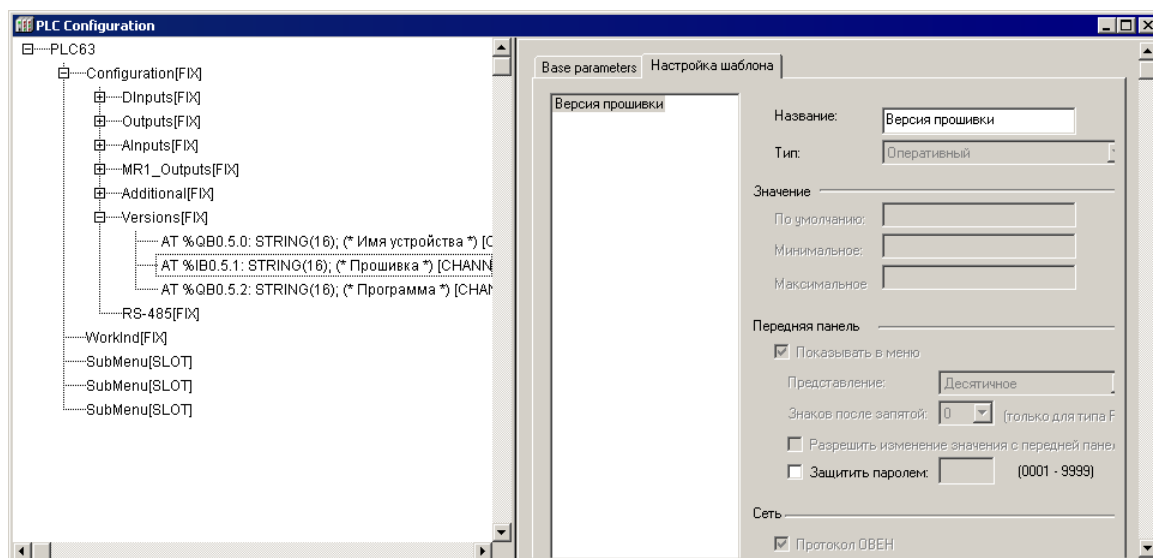 PLC Configuration
PLC63
Configuration[FIX]
DInputs[FIX]
Outputs[FIX]
AInputs[FIX]
MR1_Outputs[FIX]
Additional[FIX]
Versions[FIX]
AT %QB0.5.0: STRING(16); (* Имя устройства *) [C
AT %IB0.5.1: STRING(16); (* Прошивка *) [CHANN
AT %QB0.5.2: STRING(16); (* Программа *) [CHAN
RS-485[FIX]
WorkInd[FIX]
SubMenu[SLOT]
SubMenu[SLOT]
SubMenu[SLOT]
Base parameters Настройка шаблона
Версия прошивки
Название: Версия прошивки
Тип: Оперативный
Значение
По умолчанию:
Минимальное:
Максимальное
Передняя панель
Показывать в меню
Представление: Десятичное
Знаков после запятой: 0 (только для типа F
Разрешить изменение значения с передней пане
Защитить паролем: (0001 - 9999)
Сеть
Протокол ОВЕН